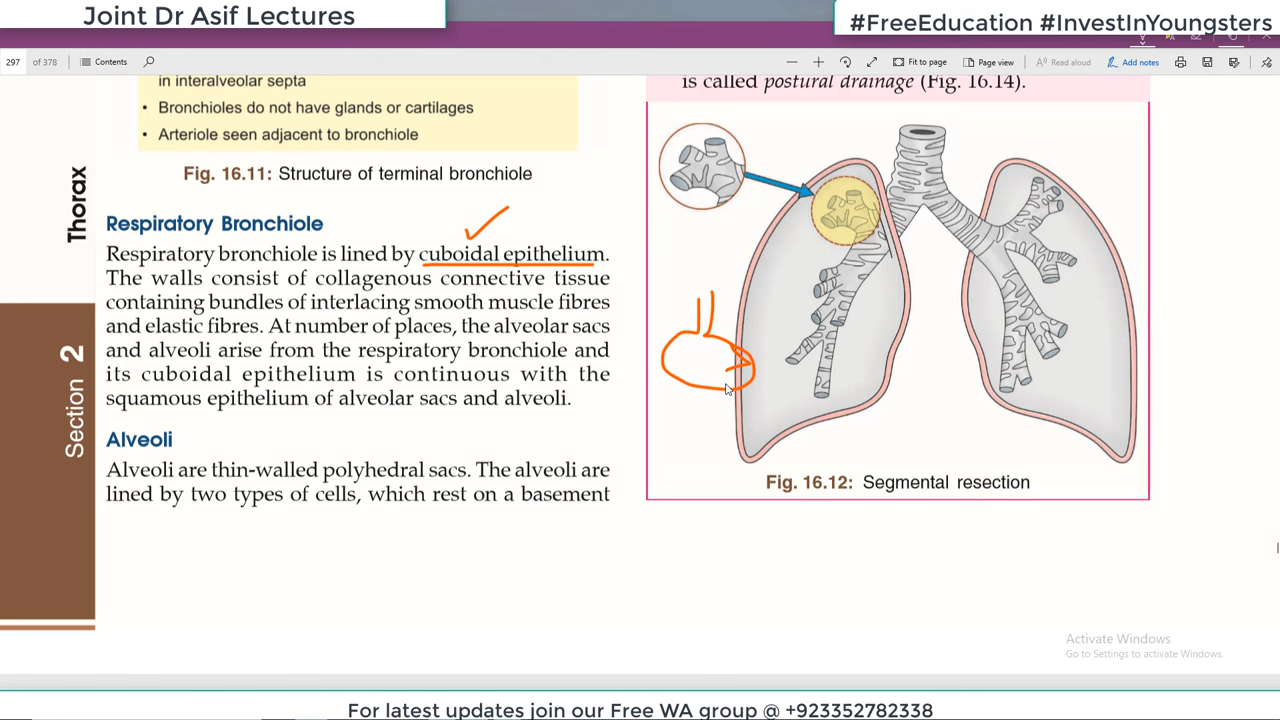 Joint Dr Asif Lectures
#FreeEducation #InvestInYoungsters
297 of 378 Contents Fit to page Page view Read aloud Add notes
in interalveolar septa
• Bronchioles do not have glands or cartilages
• Arteriole seen adjacent to bronchiole
Fig. 16.11: Structure of terminal bronchiole
Thorax
Section 2
Respiratory Bronchiole
Respiratory bronchiole is lined by cuboidal epithelium.
The walls consist of collagenous connective tissue
containing bundles of interlacing smooth muscle fibres
and elastic fibres. At number of places, the alveolar sacs
and alveoli arise from the respiratory bronchiole and
its cuboidal epithelium is continuous with the
squamous epithelium of alveolar sacs and alveoli.
Alveoli
Alveoli are thin-walled polyhedral sacs. The alveoli are
lined by two types of cells, which rest on a basement
is called postural drainage (Fig. 16.14).
Fig. 16.12: Segmental resection
Activate Windows
Go to Settings to activate Windows.
For latest updates join our Free WA group @ +923352782338